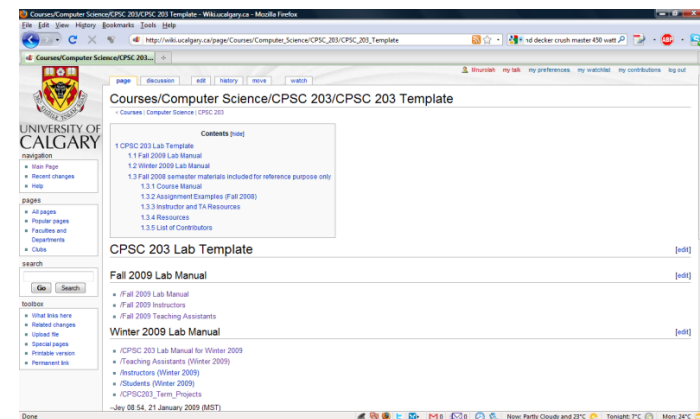 Courses/Computer Science/CPSC 203/CPSC 203 Template - Wiki.ucalgary.ca - Mozilla Firefox
File Edit View History Bookmarks Tools Help
http://wiki.ucalgary.ca/page/Courses/Computer_Science/CPSC_203/CPSC_203_Template
nd decker crush master 450 watt
Courses/Computer Science/CPSC 203...
my talk my preferences my watchlist my contributions log out
page discussion edit history move watch
Courses/Computer Science/CPSC 203/CPSC 203 Template
< Courses | Computer Science | CPSC 203
UNIVERSITY OF
CALGARY
navigation
Main Page
Recent changes
Help
pages
All pages
Popular pages
Faculties and
Departments
Clubs
search
Go Search
toolbox
What links here
Related changes
Upload file
Special pages
Printable version
Permanent link
Contents [hide]
1 CPSC 203 Lab Template
1.1 Fall 2009 Lab Manual
1.2 Winter 2009 Lab Manual
1.3 Fall 2008 semester materials included for reference purpose only
1.3.1 Course Manual
1.3.2 Assignment Examples (Fall 2008)
1.3.3 Instructor and TA Resources
1.3.4 Resources
1.3.5 List of Contributors
CPSC 203 Lab Template [edit]
Fall 2009 Lab Manual [edit]
/Fall 2009 Lab Manual
/Fall 2009 Instructors
/Fall 2009 Teaching Assistants
Winter 2009 Lab Manual [edit]
/CPSC 203 Lab Manual for Winter 2009
/Teaching Assistants (Winter 2009)
/Instructors (Winter 2009)
/Students (Winter 2009)
/CPSC203_Term_Projects
~Jey 08:54, 21 January 2009 (MST)
Done
Now: Partly Cloudy and 23°C Tonight: 7°C Mon: 24°C